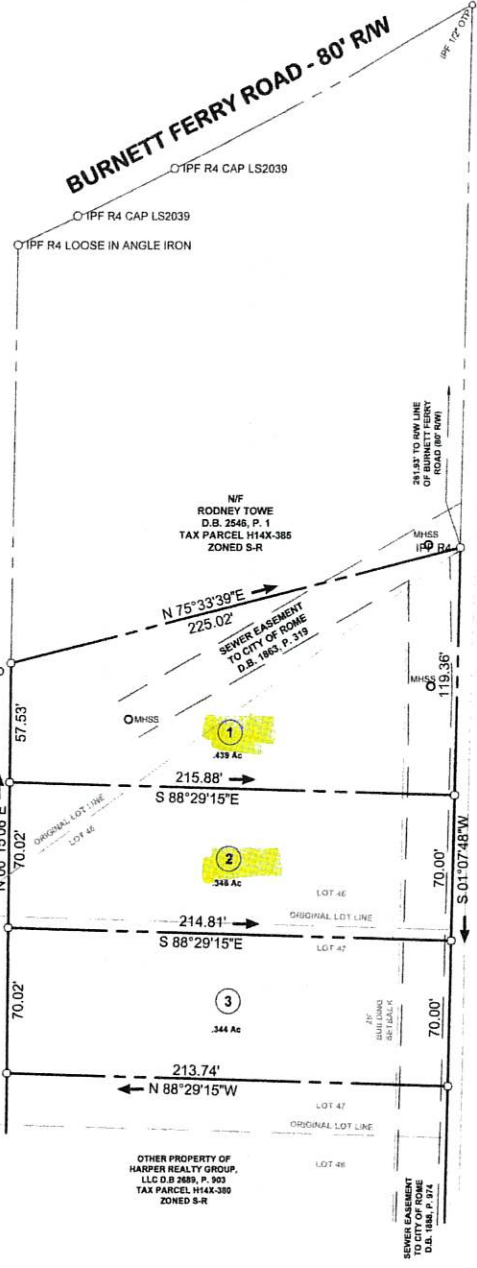 IPF 1/2" OTP
BURNETT FERRY ROAD - 80' R/W
IPF R4 CAP LS2039
IPF R4 CAP LS2039
IPF R4 LOOSE IN ANGLE IRON
261.93' TO R/W LINE
OF BURNETT FERRY
ROAD (80' R/W)
N/F
RODNEY TOWE
D.B. 2546, P. 1
TAX PARCEL H14X-385
ZONED S-R
MHSS
IPF R4
N 75°33'39"E
225.02'
SEWER EASEMENT
TO CITY OF ROME
D.B. 1863, P. 319
MHSS
119.36'
57.53'
MHSS
1
.439 Ac
215.88'
S 88°29'15"E
ORIGINAL LOT LINE
LOT 46
70.02'
2
.346 Ac
LOT 46
70.00'
S 01°07'48"W
214.81'
ORIGINAL LOT LINE
S 88°29'15"E
LOT 47
70.02'
3
.344 Ac
25'
BUILDING
SETBACK
70.00'
213.74'
N 88°29'15"W
LOT 47
ORIGINAL LOT LINE
OTHER PROPERTY OF
HARPER REALTY GROUP,
LLC D.B 2689, P. 903
TAX PARCEL H14X-380
ZONED S-R
LOT 48
SEWER EASEMENT
TO CITY OF ROME
D.B. 1888, P. 974